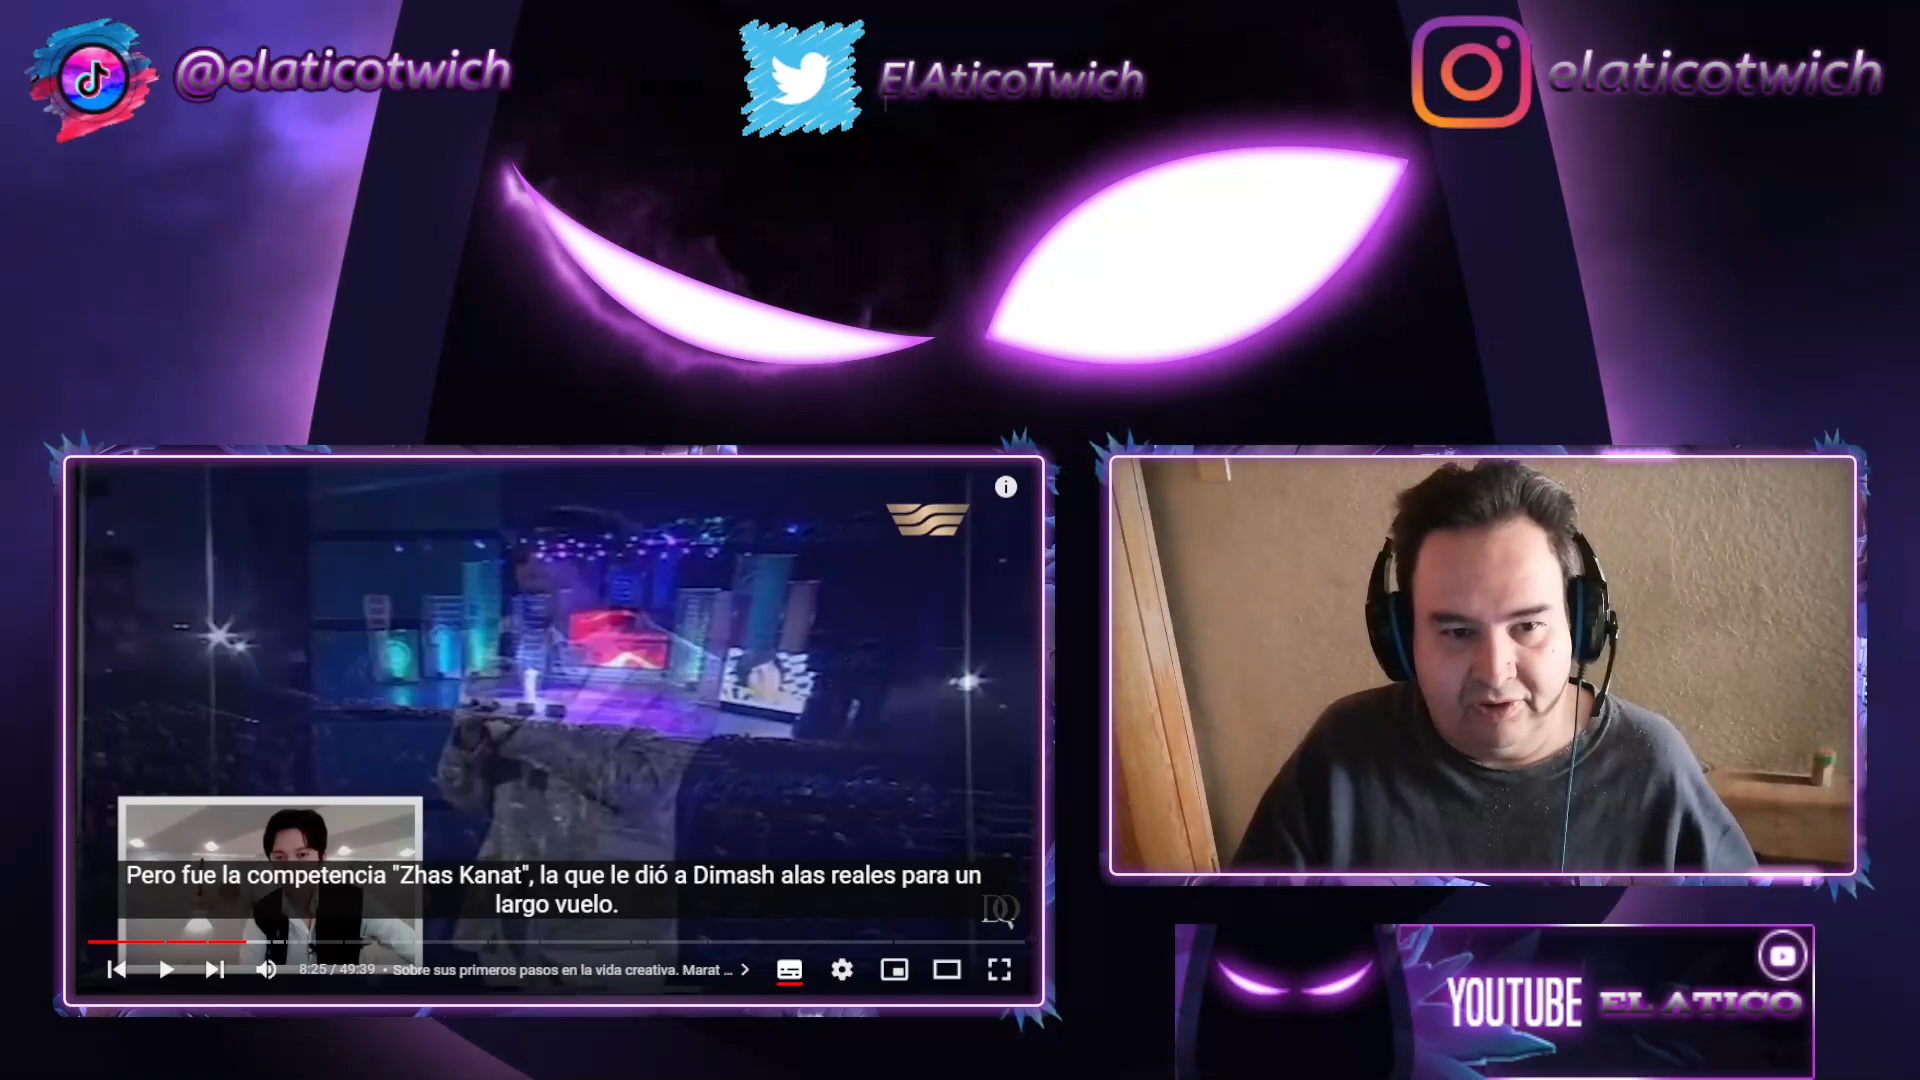 @elaticotwich
ElAticoTwich
elaticotwich
Pero fue la competencia "Zhas Kanat", la que le dió a Dimash alas reales para un
largo vuelo.
DQ
8:25 / 49:39 • Sobre sus primeros pasos en la vida creativa. Marat ...
YOUTUBE EL ATICO